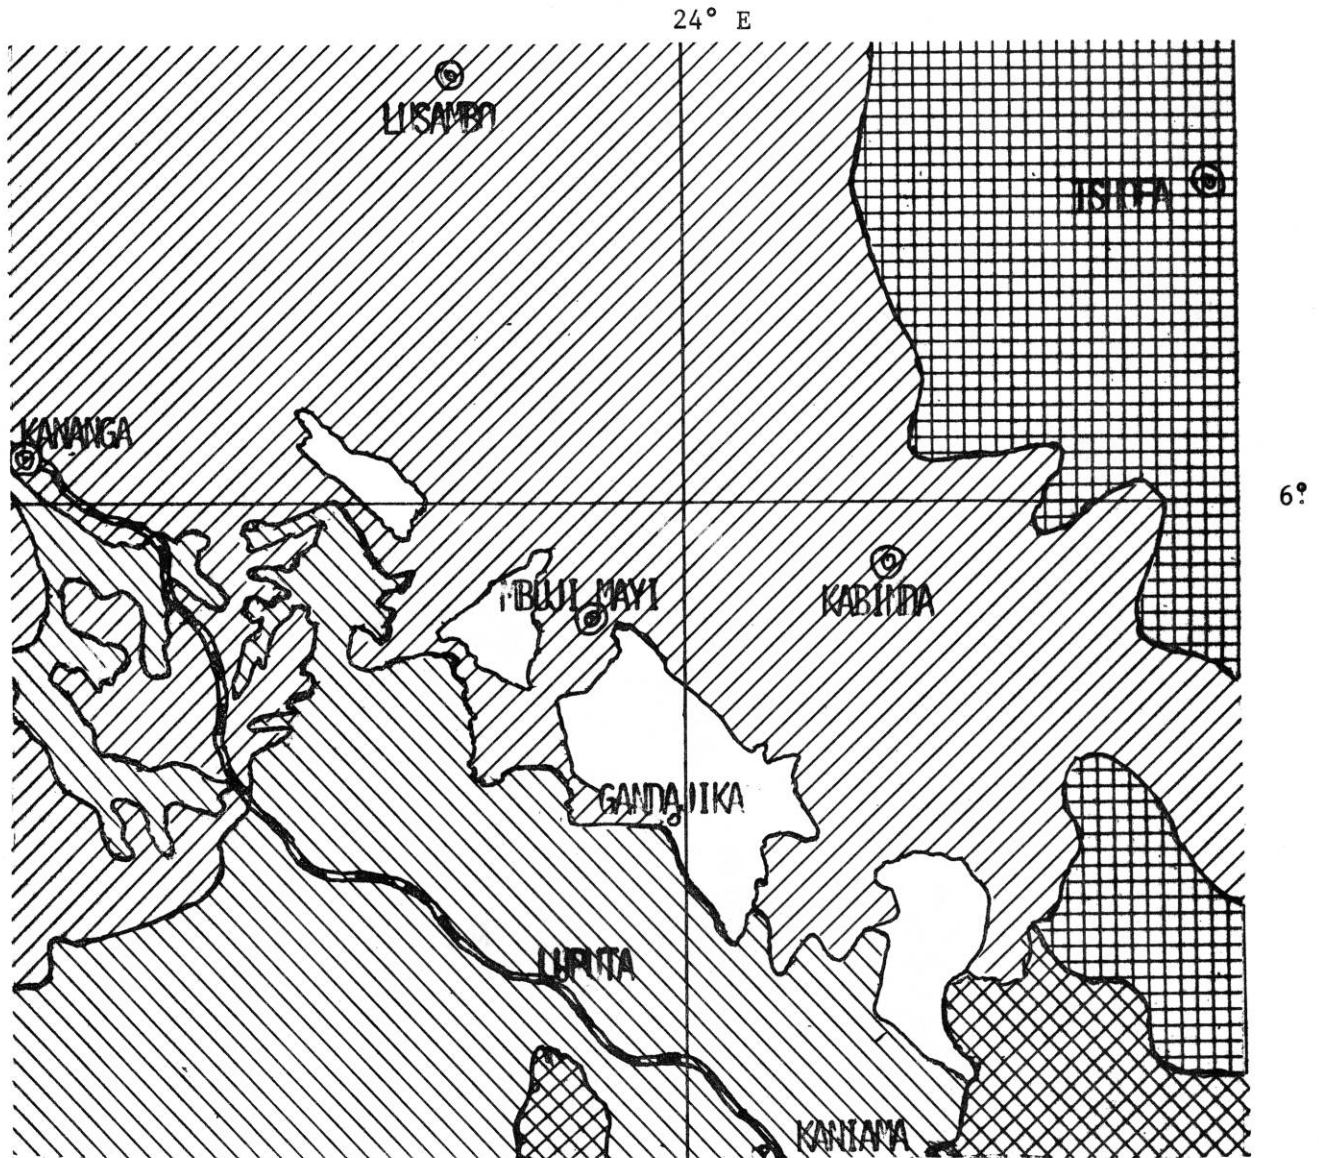 24° E
LUSAMBO
TSHOFA
KANANGA
6°
MBUJI MAYI
KABINDA
GANDAJIKA
LUPUTA
KANIAMA